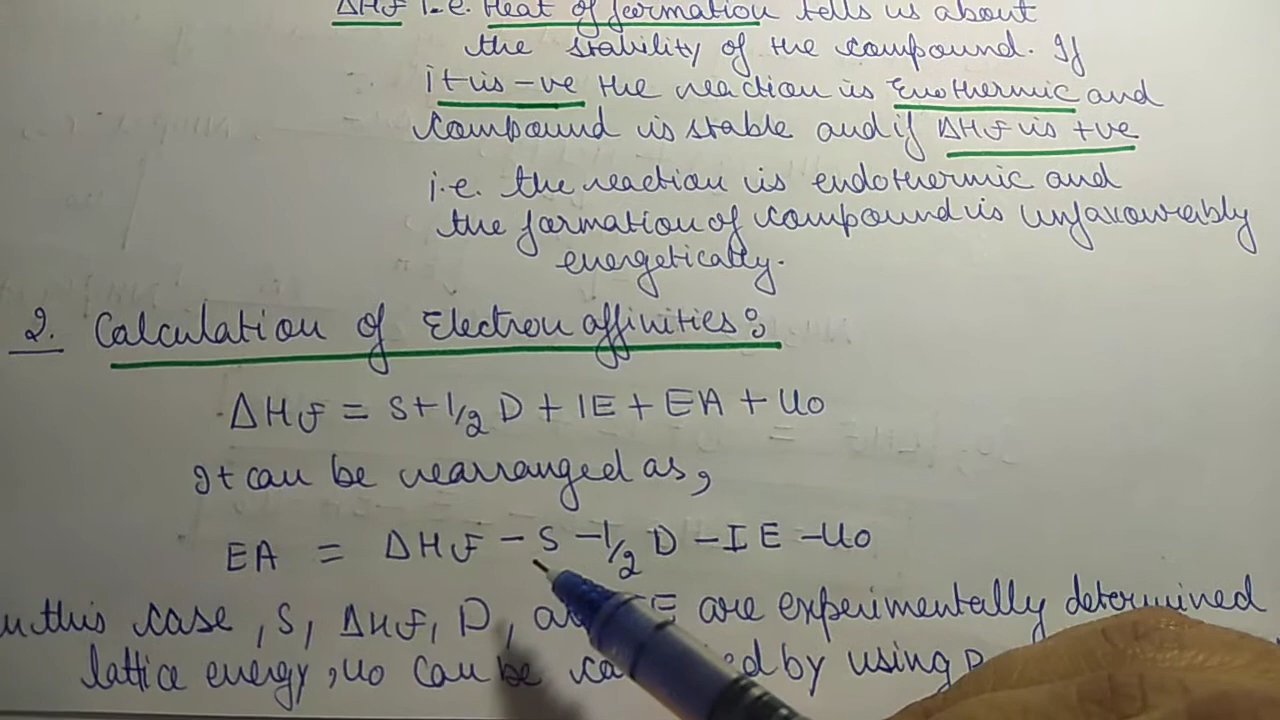 ΔHf i.e. Heat of formation tells us about
the stability of the compound. If
it is -ve the reaction is Exothermic and
compound is stable and if ΔHf is +ve
i.e. the reaction is endothermic and
the formation of compound is unfavourably
energetically.
2. Calculation of Electron affinities:
ΔHf = S + 1/2 D + IE + EA + U0
It can be rearranged as,
EA = ΔHf - S - 1/2 D - IE - U0
this case, S, ΔHf, D, IE are experimentally determined
lattice energy, U0 can be by using